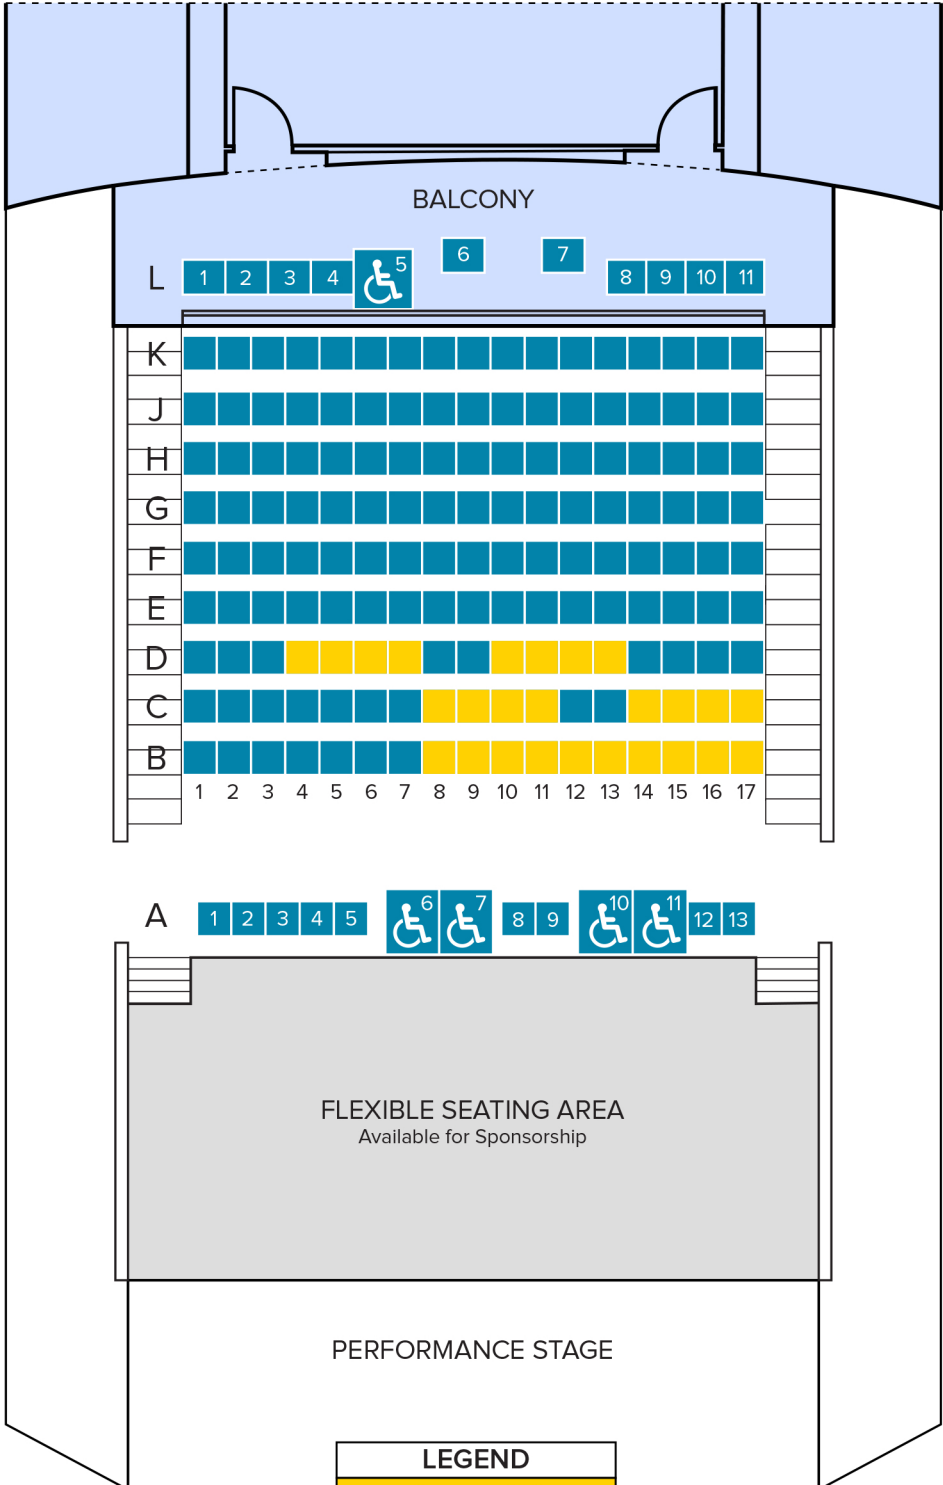 BALCONY
L 1 2 3 4 5 6 7 8 9 10 11
K
J
H
G
F
E
D
C
B
1 2 3 4 5 6 7 8 9 10 11 12 13 14 15 16 17
A 1 2 3 4 5 6 7 8 9 10 11 12 13
FLEXIBLE SEATING AREA
Available for Sponsorship
PERFORMANCE STAGE
LEGEND